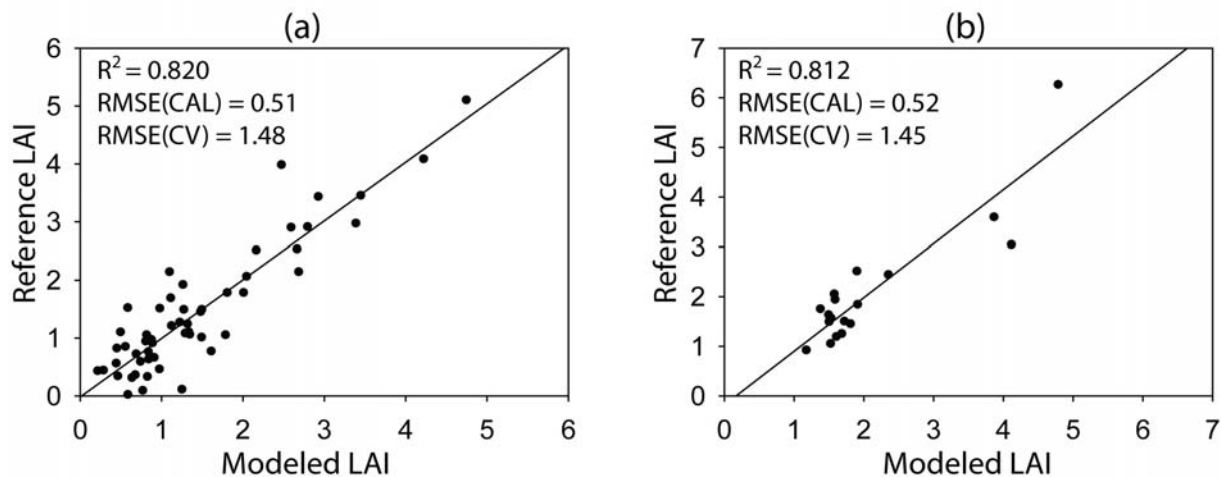 (a)
R² = 0.820
RMSE(CAL) = 0.51
RMSE(CV) = 1.48
Reference LAI
6
5
4
3
2
1
0
0 1 2 3 4 5 6
Modeled LAI
(b)
R² = 0.812
RMSE(CAL) = 0.52
RMSE(CV) = 1.45
Reference LAI
7
6
5
4
3
2
1
0
0 1 2 3 4 5 6 7
Modeled LAI